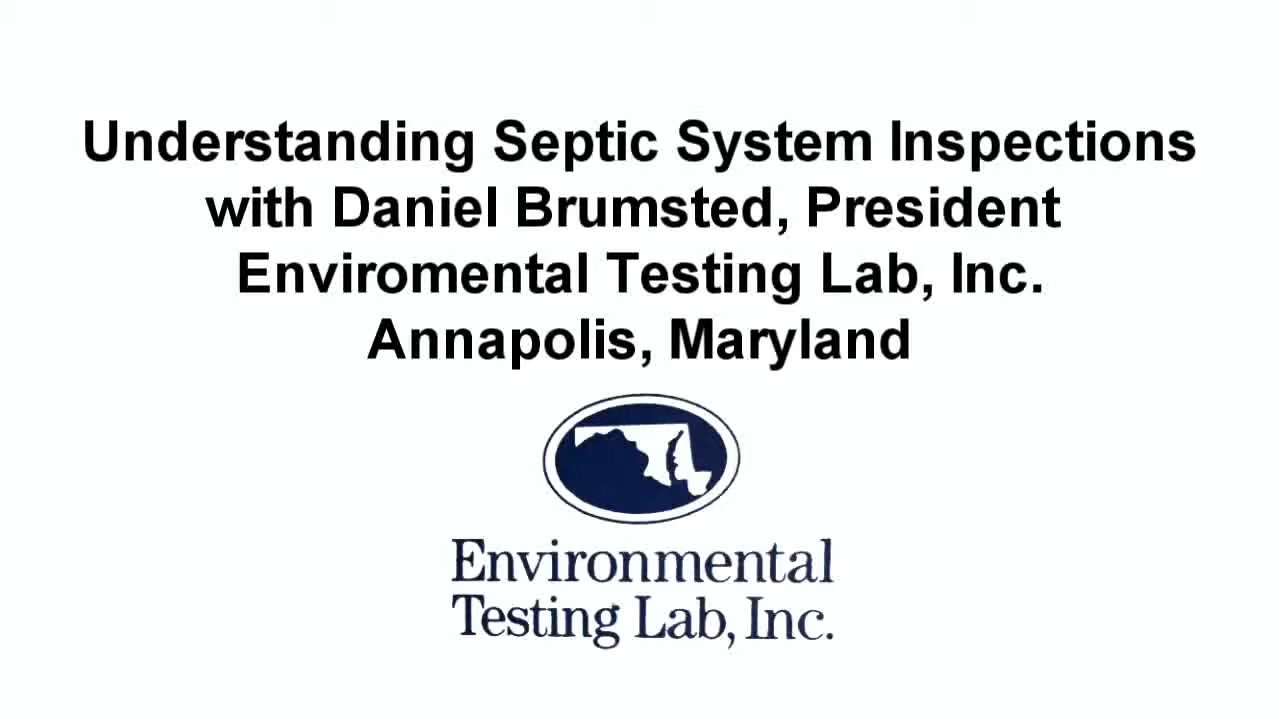 Understanding Septic System Inspections
with Daniel Brumsted, President
Enviromental Testing Lab, Inc.
Annapolis, Maryland
Environmental
Testing Lab, Inc.